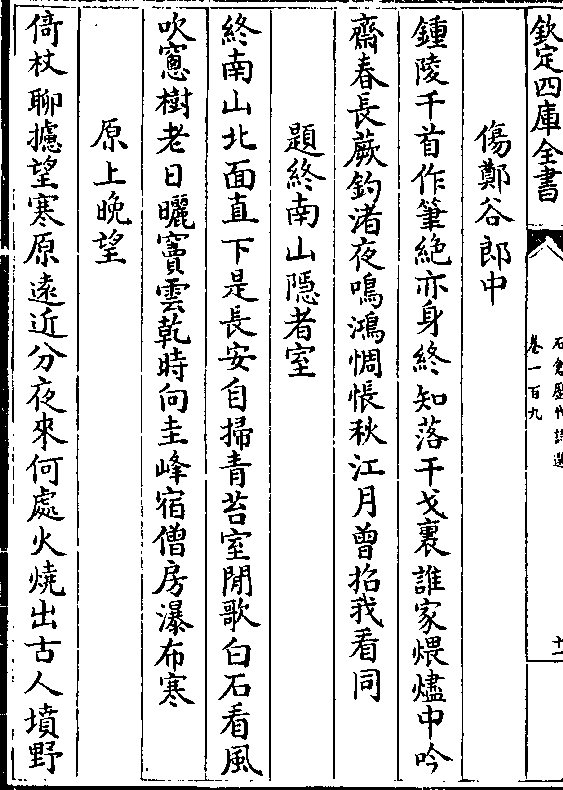 欽定四庫全書
石倉歷代詩選
卷一百九
十一
傷鄭谷郎中
鍾陵千首作筆絶亦身終知落干戈裏誰家煨燼中吟
齋春長蕨釣渚夜鳴鴻惆悵秋江月曾招我看同
題終南山隱者室
終南山北面直下是長安自掃青苔室閒歌白石看風
吹窻樹老日曬竇雲乾時向圭峰宿僧房瀑布寒
原上晚望
倚杖聊攄望寒原遠近分夜來何處火燒出古人墳野